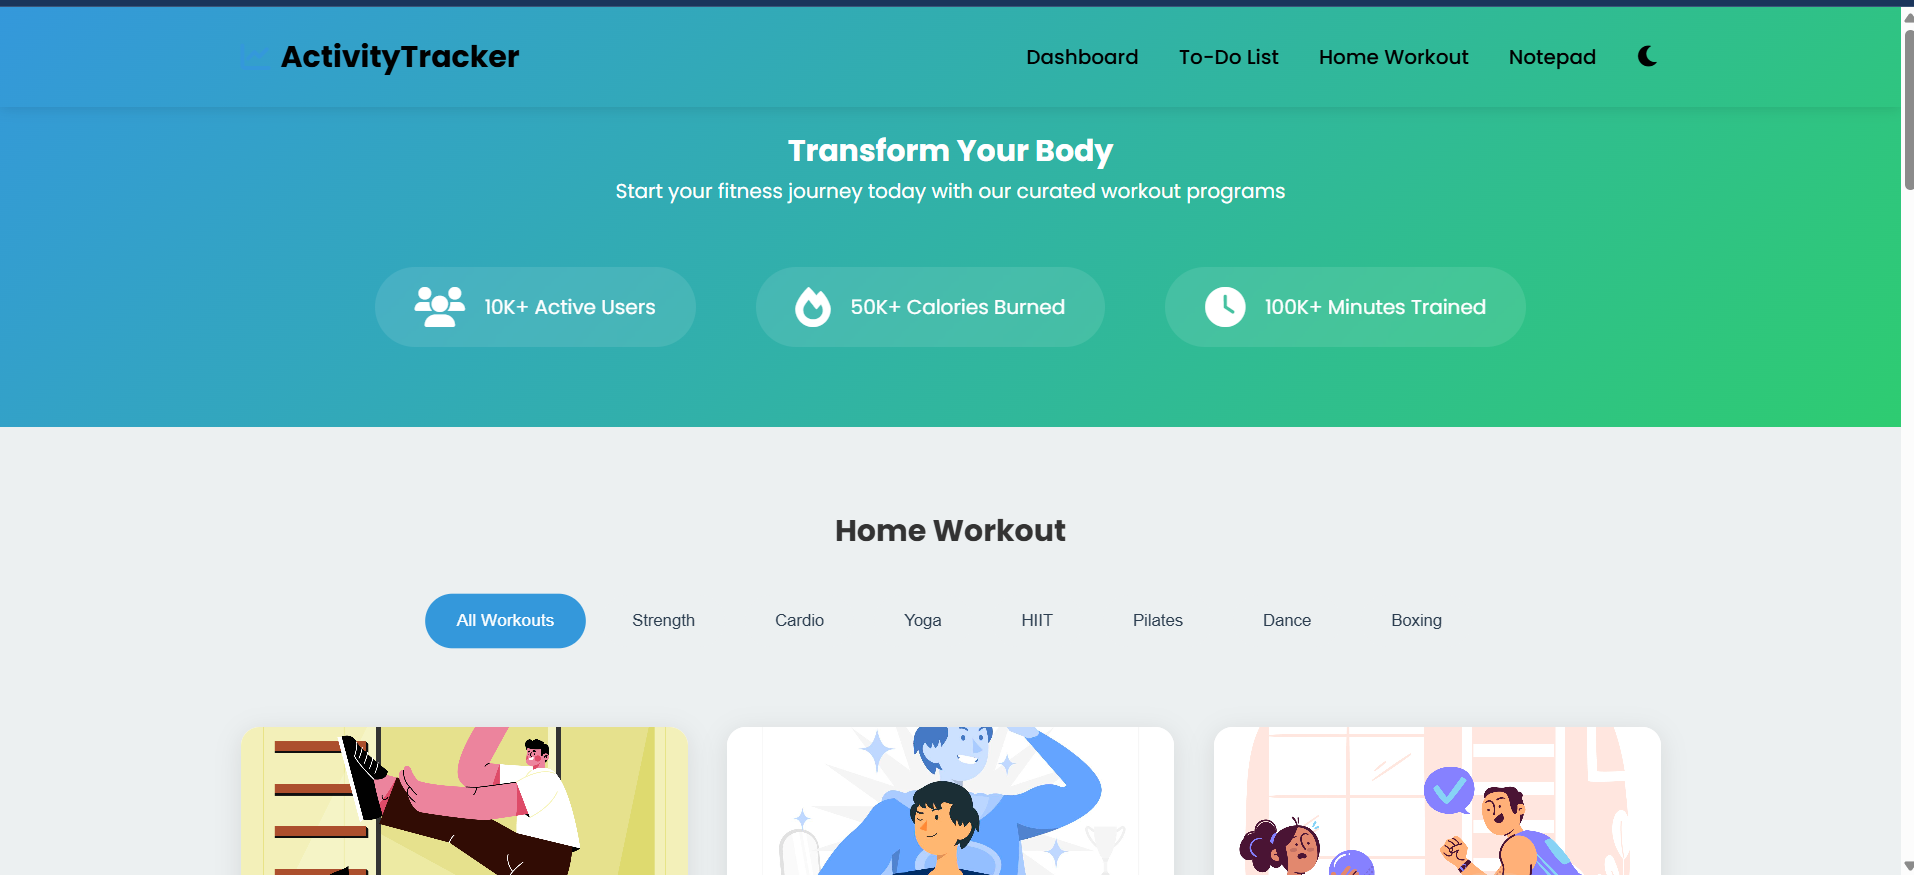 ActivityTracker
Dashboard
To-Do List
Home Workout
Notepad
Transform Your Body
Start your fitness journey today with our curated workout programs
10K+ Active Users
50K+ Calories Burned
100K+ Minutes Trained
Home Workout
All Workouts
Strength
Cardio
Yoga
HIIT
Pilates
Dance
Boxing